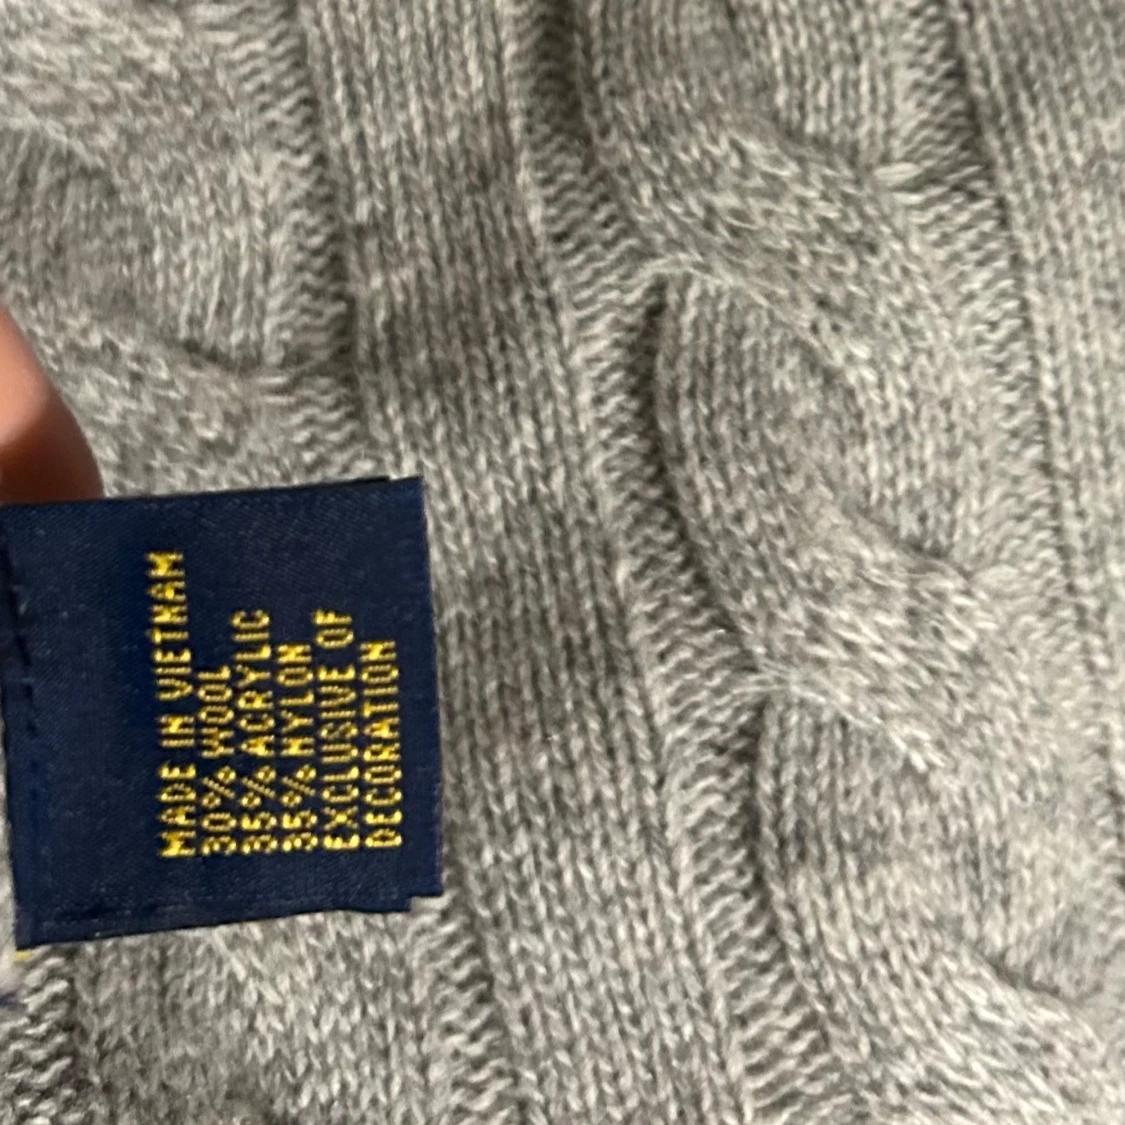 MADE IN VIETNAM
30% WOOL
35% ACRYLIC
35% NYLON
EXCLUSIVE OF
DECORATION